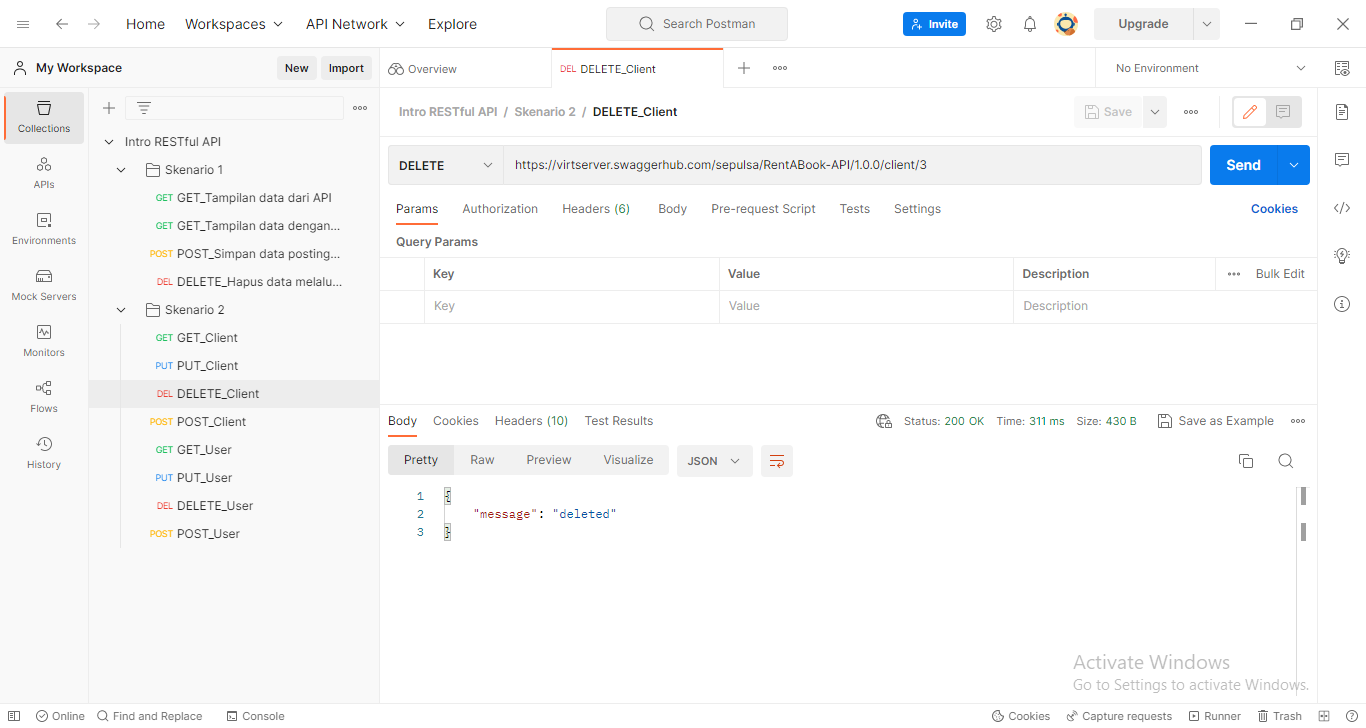 Home Workspaces API Network Explore Search Postman Invite Upgrade
My Workspace New Import Overview DEL DELETE_Client No Environment
Collections
APIs
Environments
Mock Servers
Monitors
Flows
History
Intro RESTful API
Skenario 1
GET GET_Tampilan data dari API
GET GET_Tampilan data dengan...
POST POST_Simpan data posting...
DEL DELETE_Hapus data melalu...
Skenario 2
GET GET_Client
PUT PUT_Client
DEL DELETE_Client
POST POST_Client
GET GET_User
PUT PUT_User
DEL DELETE_User
POST POST_User
Intro RESTful API / Skenario 2 / DELETE_Client Save
DELETE https://virtserver.swaggerhub.com/sepulsa/RentABook-API/1.0.0/client/3 Send
Params Authorization Headers (6) Body Pre-request Script Tests Settings Cookies
Query Params
Key Value Description Bulk Edit
Key Value Description
Body Cookies Headers (10) Test Results Status: 200 OK Time: 311 ms Size: 430 B Save as Example
Pretty Raw Preview Visualize JSON
1 {
2 "message": "deleted"
3 }
Activate Windows
Go to Settings to activate Windows.
Online Find and Replace Console Cookies Capture requests Runner Trash